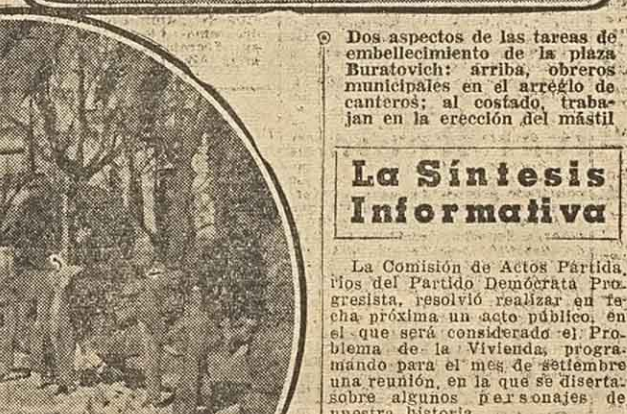 Dos aspectos de las tareas de
embellecimiento de la plaza
Buratovich: arriba, obreros
municipales en el arreglo de
canteros; al costado, traba-
jan en la erección del mástil
La Síntesis
Informativa
La Comisión de Actos Partida.
rios del Partido Demócrata Pro-
gresista, resolvió realizar en fe-
cha próxima un acto público, en
el que será considerado el Pro-
blema de la Vivienda, progra-
mando para el mes de setiembre
una reunión, en la que se diserta-
sobre algunos personajes de
nuestra historia